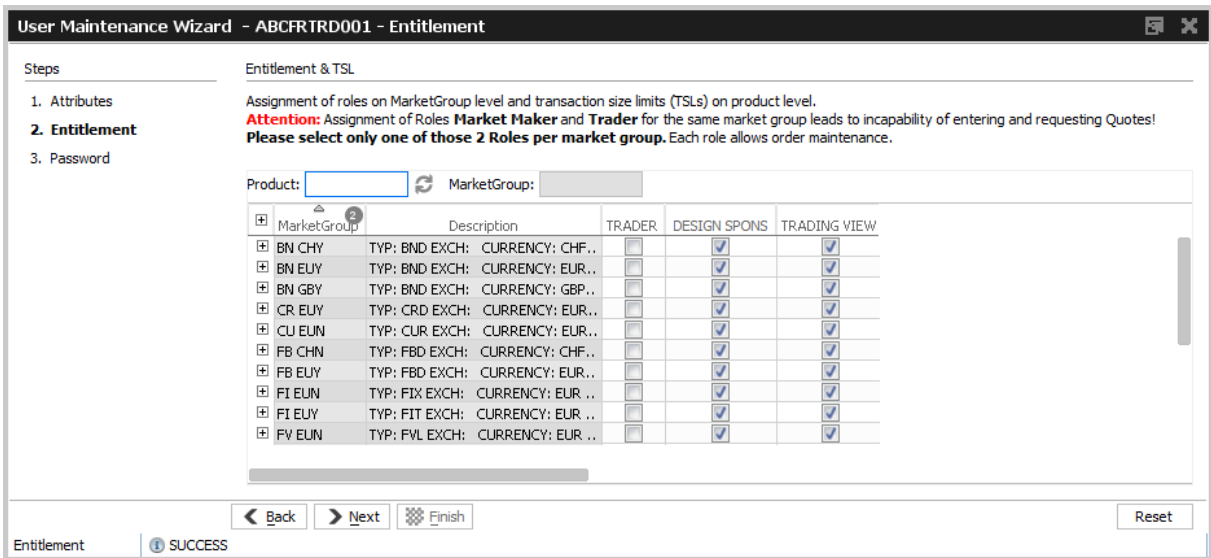 User Maintenance Wizard - ABCFRTRD001 - Entitlement
Steps
1. Attributes
2. Entitlement
3. Password
Entitlement & TSL
Assignment of roles on MarketGroup level and transaction size limits (TSLs) on product level.
Attention: Assignment of Roles Market Maker and Trader for the same market group leads to incapability of entering and requesting Quotes!
Please select only one of those 2 Roles per market group. Each role allows order maintenance.
Product: MarketGroup:
MarketGroup 2 Description TRADER DESIGN SPONS TRADING VIEW
BN CHY TYP: BND EXCH: CURRENCY: CHF..
BN EUY TYP: BND EXCH: CURRENCY: EUR..
BN GBY TYP: BND EXCH: CURRENCY: GBP..
CR EUY TYP: CRD EXCH: CURRENCY: EUR..
CU EUN TYP: CUR EXCH: CURRENCY: EUR..
FB CHN TYP: FBD EXCH: CURRENCY: CHF..
FB EUY TYP: FBD EXCH: CURRENCY: EUR..
FI EUN TYP: FIX EXCH: CURRENCY: EUR ..
FI EUY TYP: FIT EXCH: CURRENCY: EUR ..
FV EUN TYP: FVL EXCH: CURRENCY: EUR ..
Back Next Finish Reset
Entitlement SUCCESS